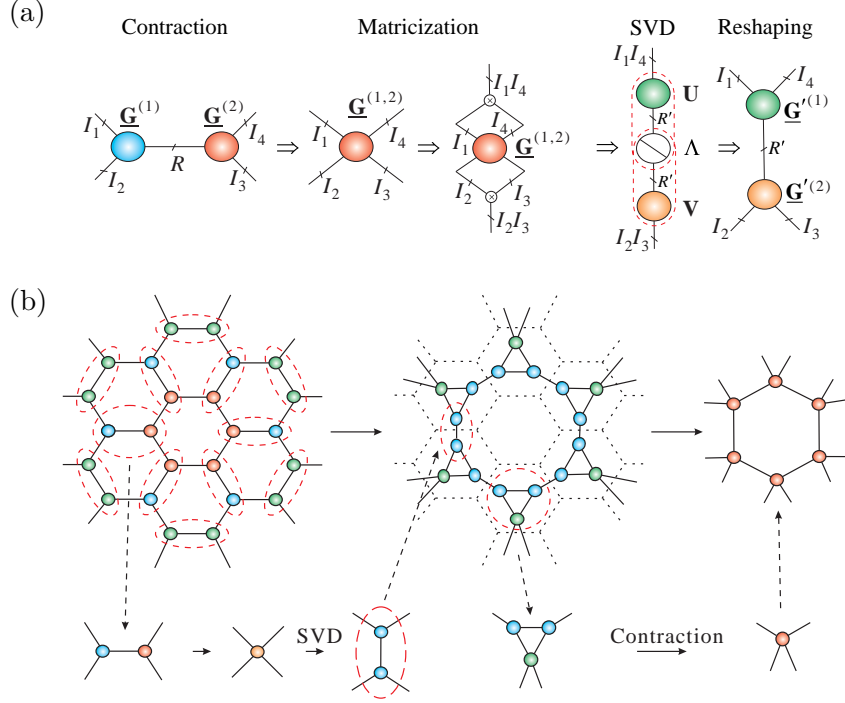 (a)
Contraction Matricization SVD Reshaping
I₁ G⁽¹⁾ G⁽²⁾ I₄ R I₂ I₃
⇒
I₁ G⁽¹,²⁾ I₄ I₂ I₃
⇒
I₁I₄ ⊗ I₄ I₁ G⁽¹,²⁾ I₂ I₃ ⊗ I₂I₃
⇒
I₁I₄ U R' Λ R' V I₂I₃
⇒
I₁ I₄ G'⁽¹⁾ R' G'⁽²⁾ I₂ I₃
(b)
SVD Contraction